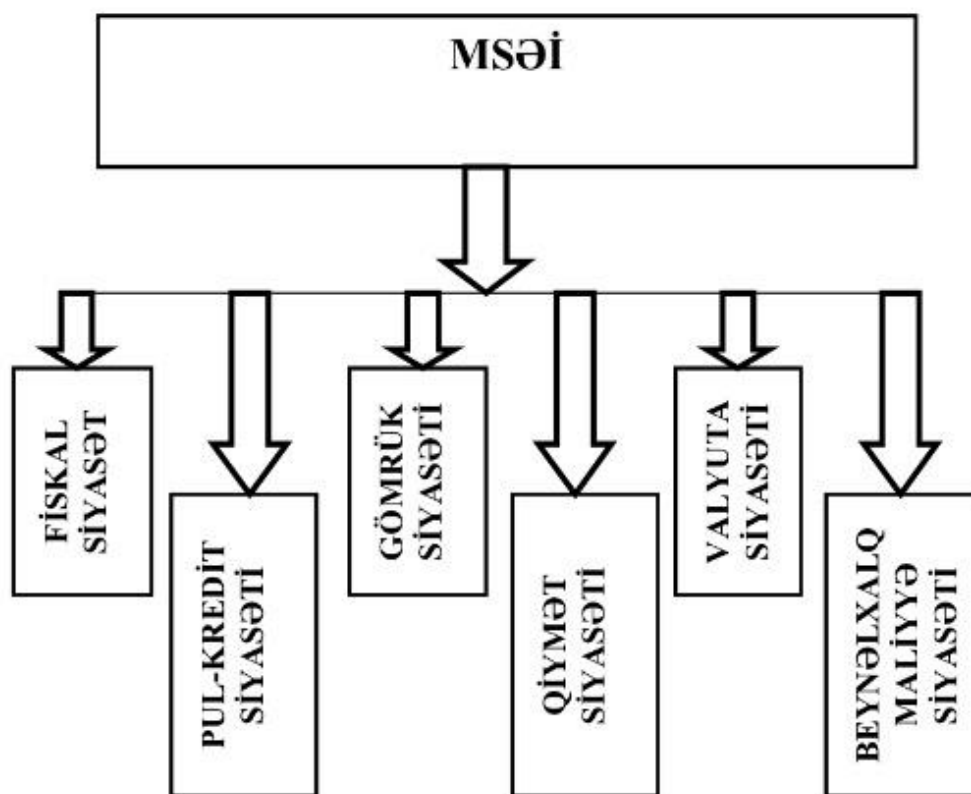 MSƏİ
FİSKAL
SİYASƏT
PUL-KREDİT
SİYASƏTİ
GÖMRÜK
SİYASƏTİ
QİYMƏT
SİYASƏTİ
VALYUTA
SİYASƏTİ
BEYNƏLXALQ
MALİYYƏ
SİYASƏTİ